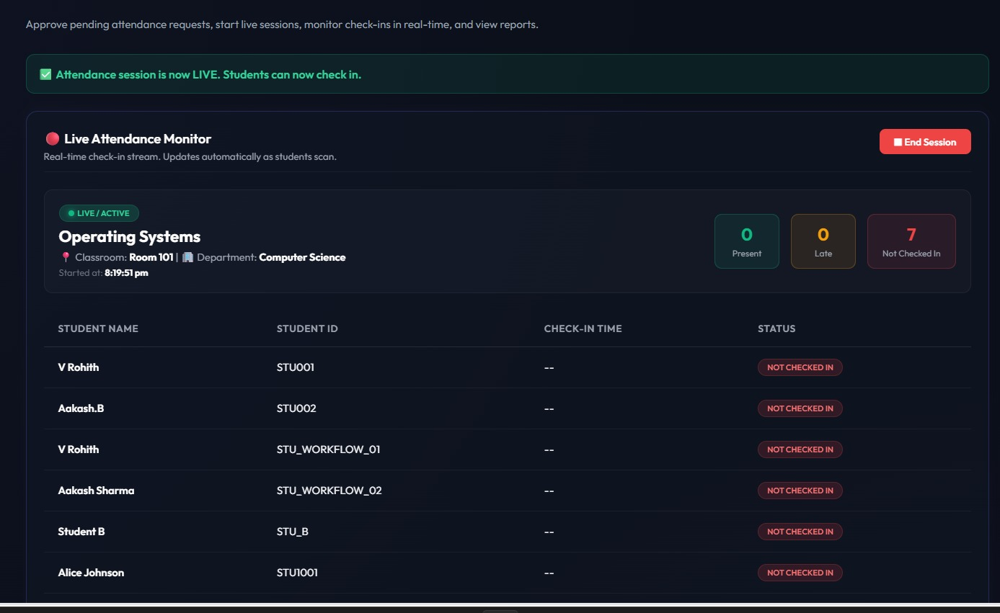 Approve pending attendance requests, start live sessions, monitor check-ins in real-time, and view reports.
✅ Attendance session is now LIVE. Students can now check in.
🔴 Live Attendance Monitor
Real-time check-in stream. Updates automatically as students scan.
⏹ End Session
LIVE / ACTIVE
Operating Systems
📍 Classroom: Room 101 | 🏢 Department: Computer Science
Started at: 8:19:51 pm
0
Present
0
Late
7
Not Checked In
STUDENT NAME STUDENT ID CHECK-IN TIME STATUS
V Rohith STU001 -- NOT CHECKED IN
Aakash.B STU002 -- NOT CHECKED IN
V Rohith STU_WORKFLOW_01 -- NOT CHECKED IN
Aakash Sharma STU_WORKFLOW_02 -- NOT CHECKED IN
Student B STU_B -- NOT CHECKED IN
Alice Johnson STU1001 -- NOT CHECKED IN